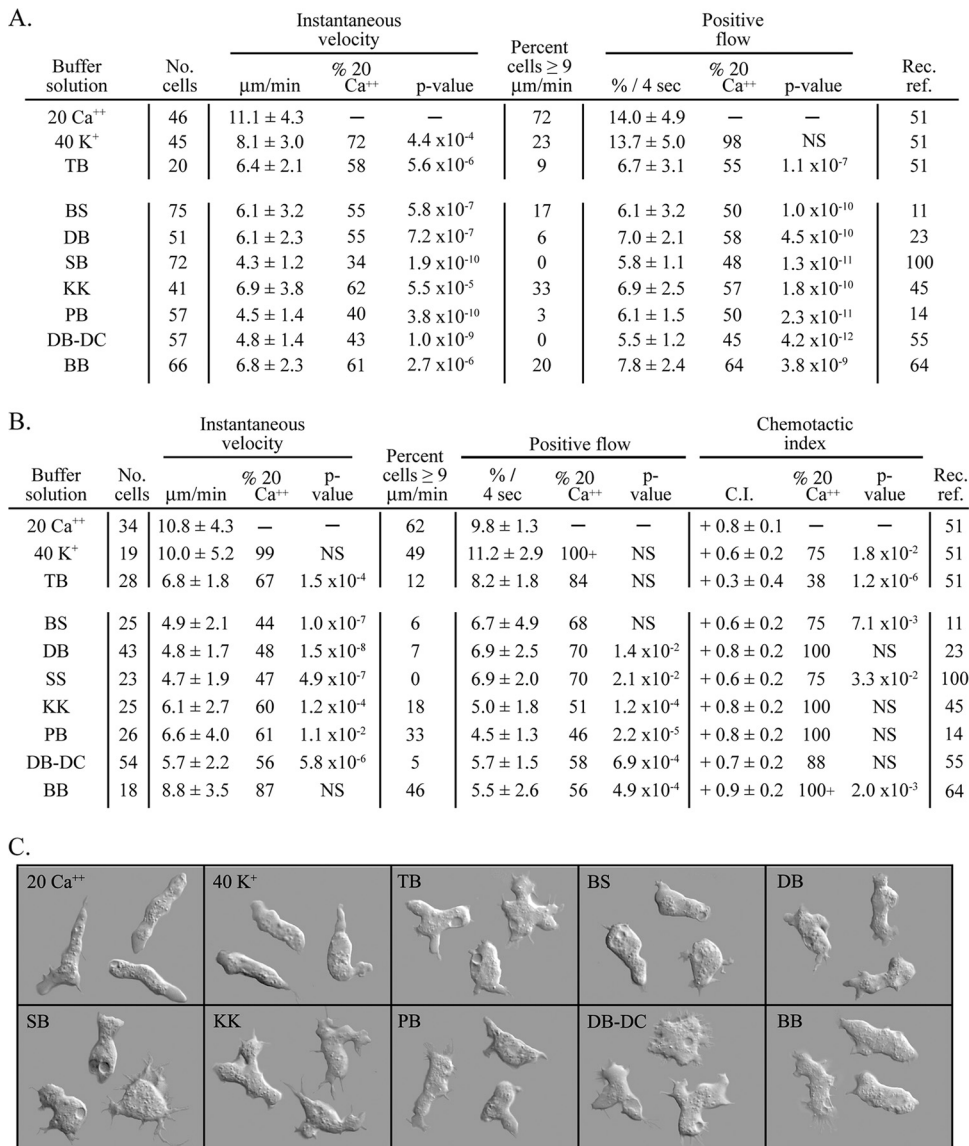 A.
Instantaneous velocity Positive flow
Buffer solution No. cells μm/min % 20 Ca⁺⁺ p-value Percent cells ≥ 9 μm/min % / 4 sec % 20 Ca⁺⁺ p-value Rec. ref.
20 Ca⁺⁺ 46 11.1 ± 4.3 – – 72 14.0 ± 4.9 – – 51
40 K⁺ 45 8.1 ± 3.0 72 4.4 x10⁻⁴ 23 13.7 ± 5.0 98 NS 51
TB 20 6.4 ± 2.1 58 5.6 x10⁻⁶ 9 6.7 ± 3.1 55 1.1 x10⁻⁷ 51
BS 75 6.1 ± 3.2 55 5.8 x10⁻⁷ 17 6.1 ± 3.2 50 1.0 x10⁻¹⁰ 11
DB 51 6.1 ± 2.3 55 7.2 x10⁻⁷ 6 7.0 ± 2.1 58 4.5 x10⁻¹⁰ 23
SB 72 4.3 ± 1.2 34 1.9 x10⁻¹⁰ 0 5.8 ± 1.1 48 1.3 x10⁻¹¹ 100
KK 41 6.9 ± 3.8 62 5.5 x10⁻⁵ 33 6.9 ± 2.5 57 1.8 x10⁻¹⁰ 45
PB 57 4.5 ± 1.4 40 3.8 x10⁻¹⁰ 3 6.1 ± 1.5 50 2.3 x10⁻¹¹ 14
DB-DC 57 4.8 ± 1.4 43 1.0 x10⁻⁹ 0 5.5 ± 1.2 45 4.2 x10⁻¹² 55
BB 66 6.8 ± 2.3 61 2.7 x10⁻⁶ 20 7.8 ± 2.4 64 3.8 x10⁻⁹ 64
B.
Instantaneous velocity Positive flow Chemotactic index
Buffer solution No. cells μm/min % 20 Ca⁺⁺ p-value Percent cells ≥ 9 μm/min % / 4 sec % 20 Ca⁺⁺ p-value C.I. % 20 Ca⁺⁺ p-value Rec. ref.
20 Ca⁺⁺ 34 10.8 ± 4.3 – – 62 9.8 ± 1.3 – – + 0.8 ± 0.1 – – 51
40 K⁺ 19 10.0 ± 5.2 99 NS 49 11.2 ± 2.9 100+ NS + 0.6 ± 0.2 75 1.8 x10⁻² 51
TB 28 6.8 ± 1.8 67 1.5 x10⁻⁴ 12 8.2 ± 1.8 84 NS + 0.3 ± 0.4 38 1.2 x10⁻⁶ 51
BS 25 4.9 ± 2.1 44 1.0 x10⁻⁷ 6 6.7 ± 4.9 68 NS + 0.6 ± 0.2 75 7.1 x10⁻³ 11
DB 43 4.8 ± 1.7 48 1.5 x10⁻⁸ 7 6.9 ± 2.5 70 1.4 x10⁻² + 0.8 ± 0.2 100 NS 23
SS 23 4.7 ± 1.9 47 4.9 x10⁻⁷ 0 6.9 ± 2.0 70 2.1 x10⁻² + 0.6 ± 0.2 75 3.3 x10⁻² 100
KK 25 6.1 ± 2.7 60 1.2 x10⁻⁴ 18 5.0 ± 1.8 51 1.2 x10⁻⁴ + 0.8 ± 0.2 100 NS 45
PB 26 6.6 ± 4.0 61 1.1 x10⁻² 33 4.5 ± 1.3 46 2.2 x10⁻⁵ + 0.8 ± 0.2 100 NS 14
DB-DC 54 5.7 ± 2.2 56 5.8 x10⁻⁶ 5 5.7 ± 1.5 58 6.9 x10⁻⁴ + 0.7 ± 0.2 88 NS 55
BB 18 8.8 ± 3.5 87 NS 46 5.5 ± 2.6 56 4.9 x10⁻⁴ + 0.9 ± 0.2 100+ 2.0 x10⁻³ 64
C.
20 Ca⁺⁺ 40 K⁺ TB BS DB
SB KK PB DB-DC BB